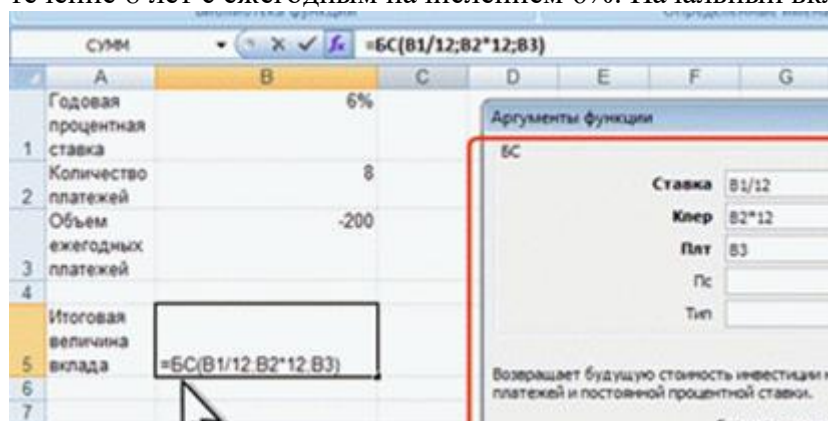 течение 8 лет с ежегодным начислением 6%. Начальный вкл
СУММ =БС(B1/12;B2*12;B3)
A B C D E F G
1 Годовая процентная ставка 6%
2 Количество платежей 8
3 Объем ежегодных платежей -200
4
5 Итоговая величина вклада =БС(B1/12;B2*12;B3)
6
7
Аргументы функции
БС
Ставка B1/12
Кпер B2*12
Плт B3
Пс
Тип
Возвращает будущую стоимость инвестиции
платежей и постоянной процентной ставки.